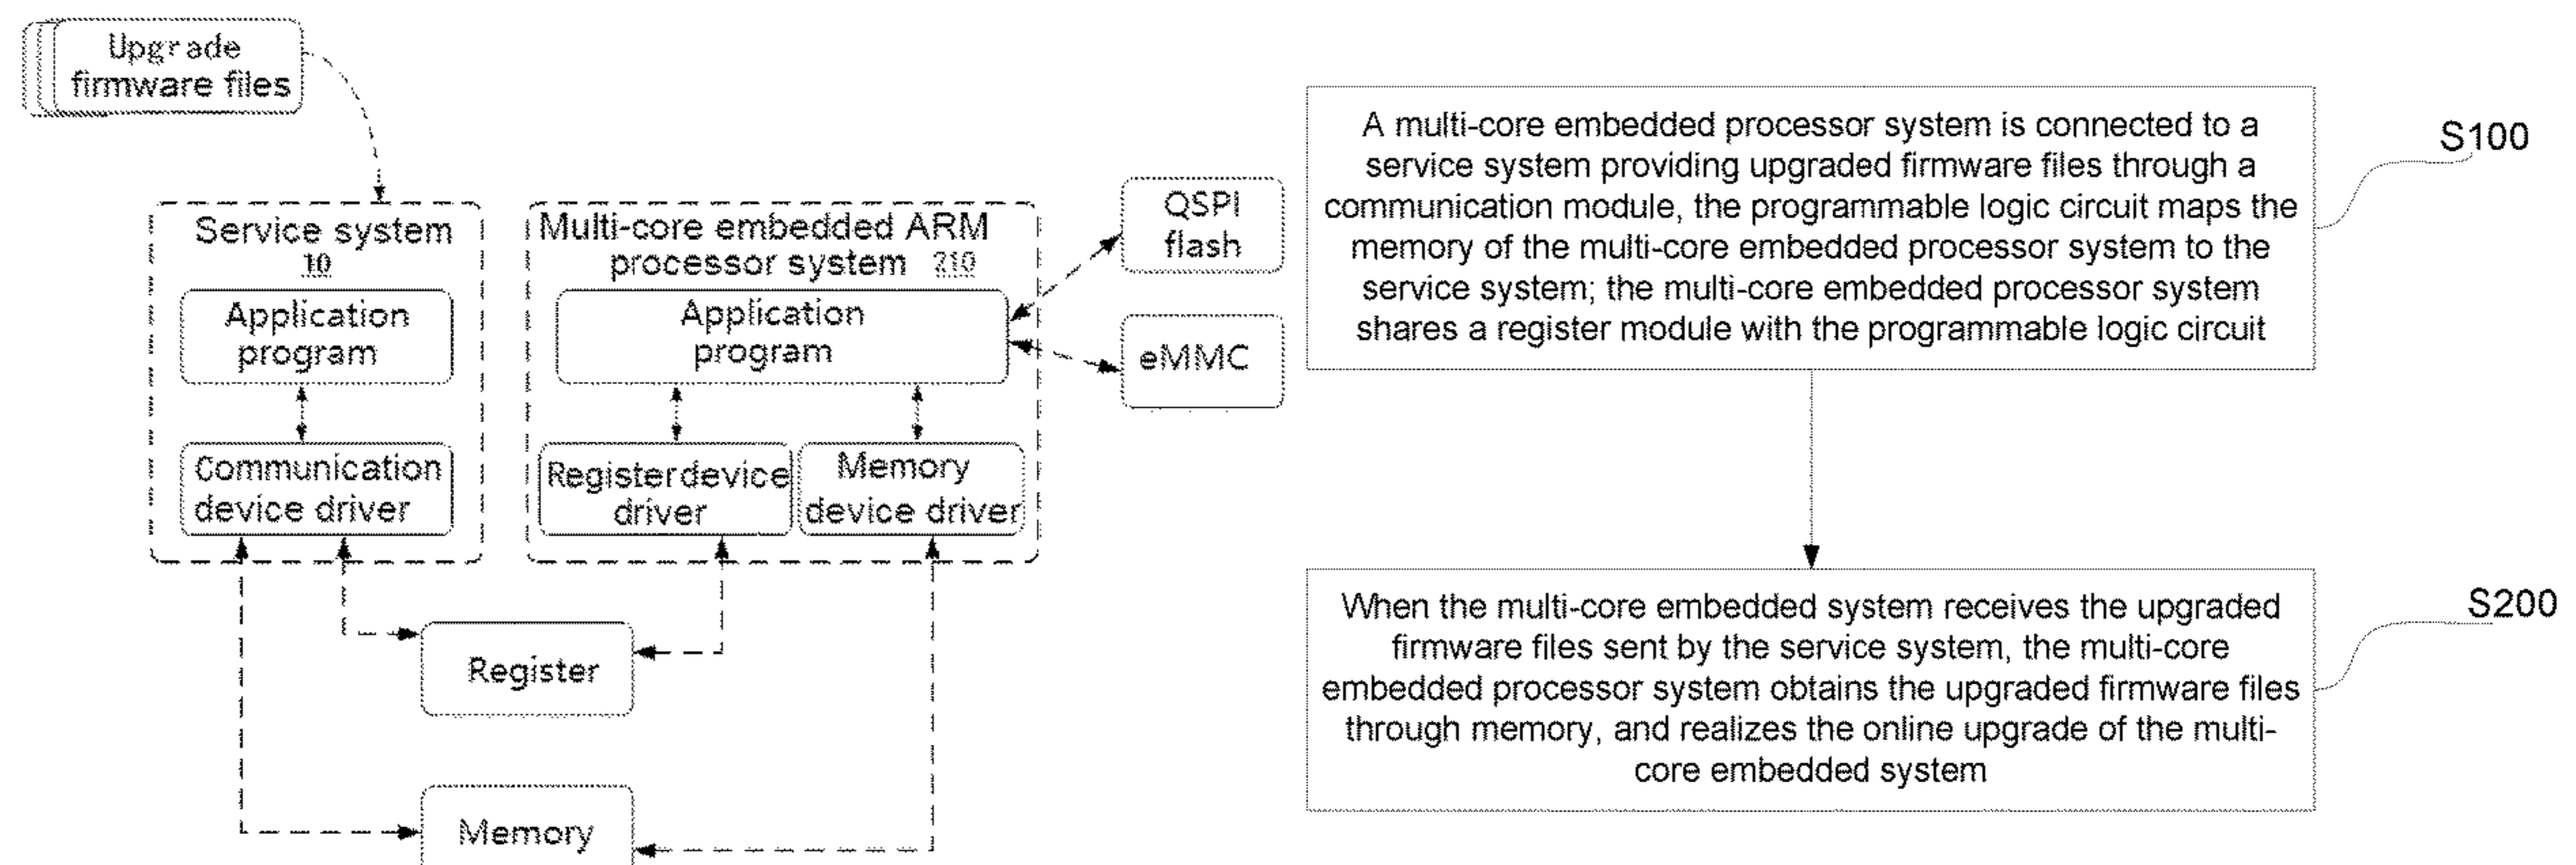 Upgrade
firmware files
Service system
10
Application
program
Communication
device driver
Multi-core embedded ARM
processor system 210
Application
program
Register device
driver
Memory
device driver
QSPI
flash
eMMC
Register
Memory
A multi-core embedded processor system is connected to a
service system providing upgraded firmware files through a
communication module, the programmable logic circuit maps the
memory of the multi-core embedded processor system to the
service system; the multi-core embedded processor system
shares a register module with the programmable logic circuit
S100
When the multi-core embedded system receives the upgraded
firmware files sent by the service system, the multi-core
embedded processor system obtains the upgraded firmware files
through memory, and realizes the online upgrade of the multi-
core embedded system
S200